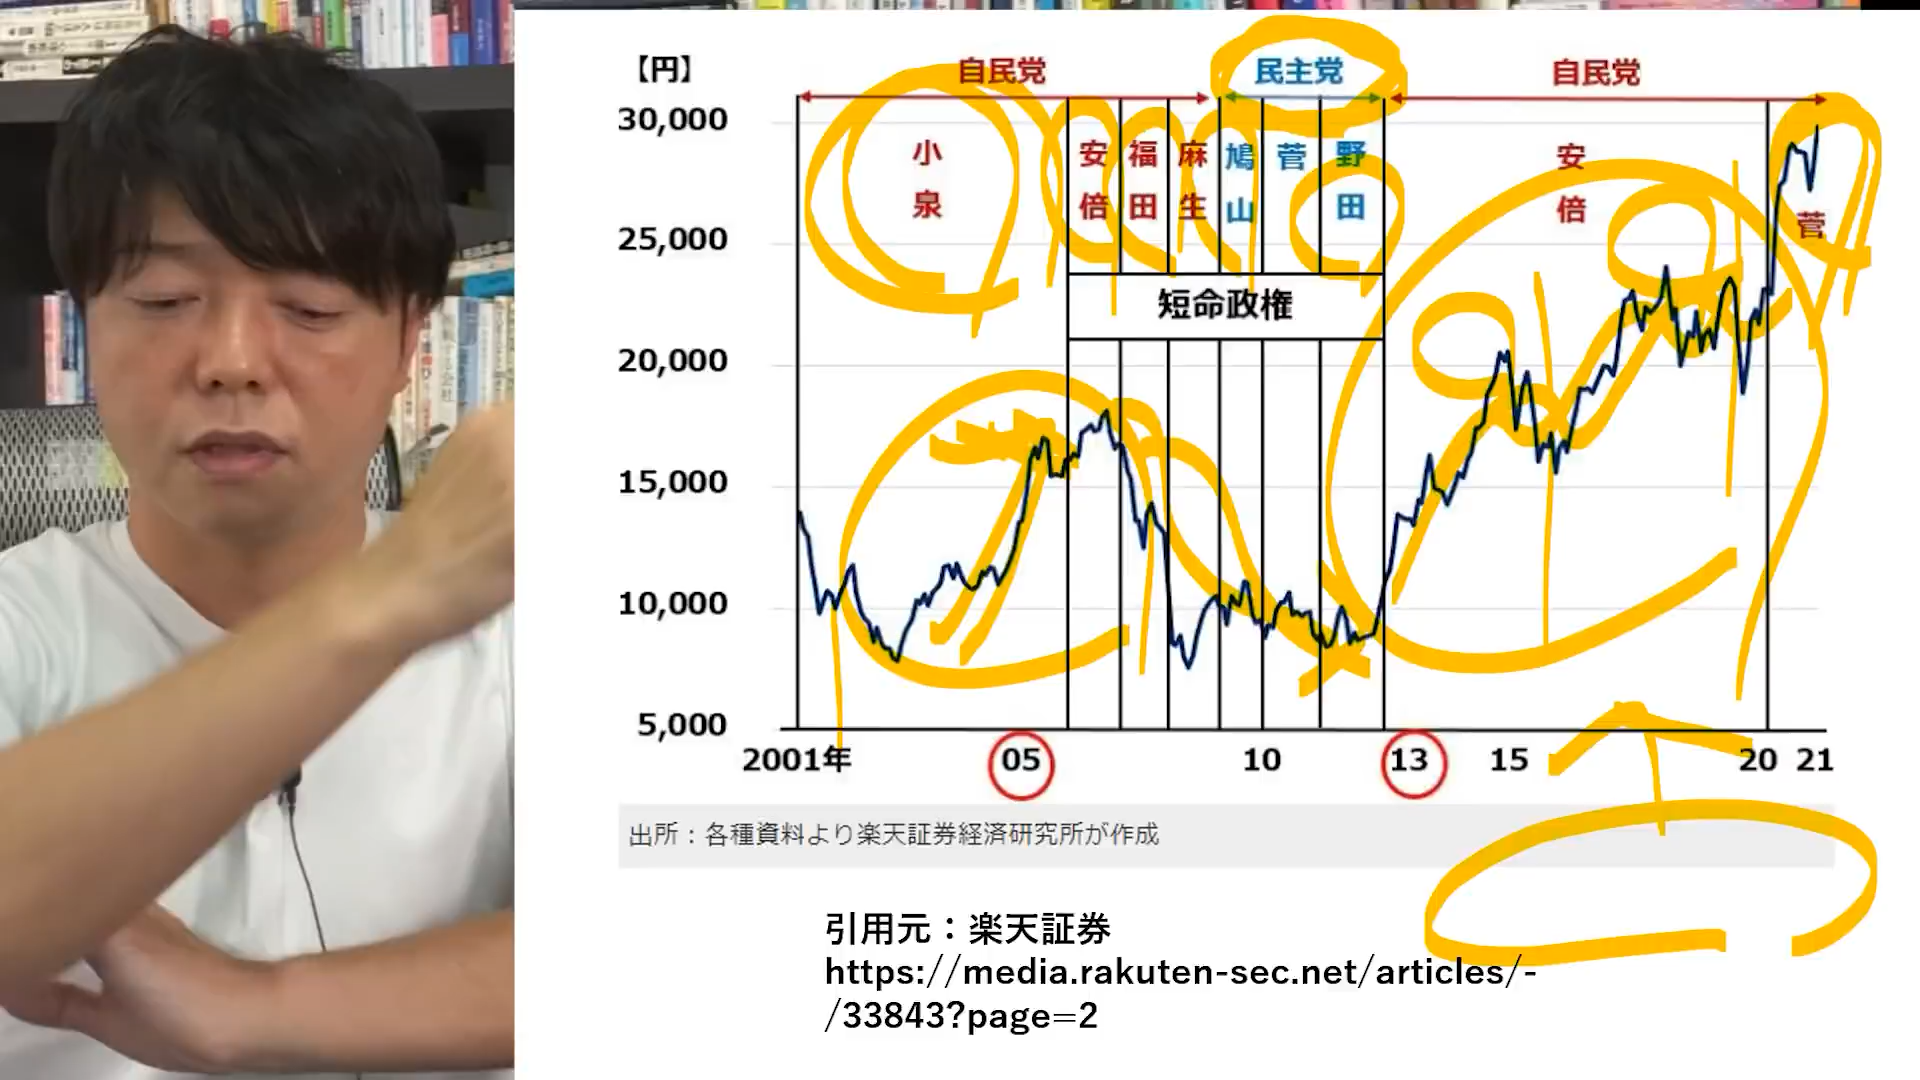 【円】
自民党 民主党 自民党
30,000
25,000
20,000
15,000
10,000
5,000
小泉 安倍 福田 麻生 鳩山 菅 野田 安倍 菅
短命政権
2001年 05 10 13 15 20 21
出所：各種資料より楽天証券経済研究所が作成
引用元：楽天証券
https://media.rakuten-sec.net/articles/-
/33843?page=2